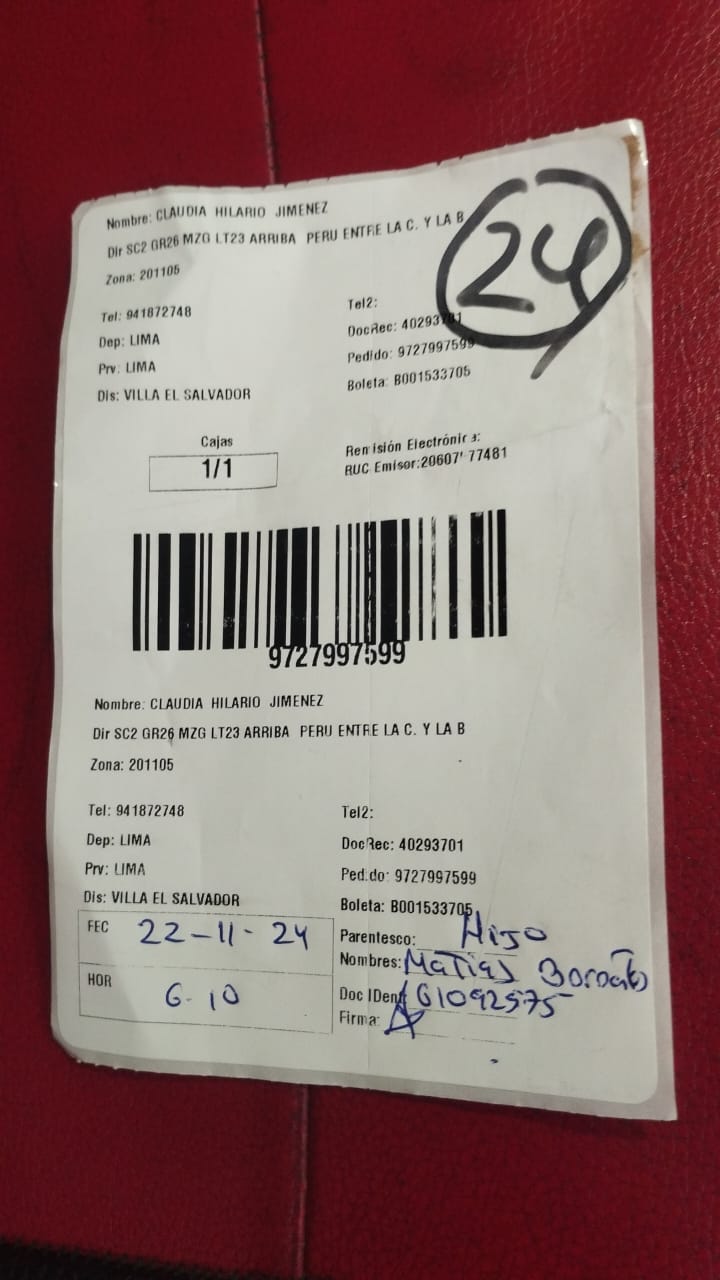 Nombre: CLAUDIA HILARIO JIMENEZ
Dir SC2 GR26 MZG LT23 ARRIBA PERU ENTRE LA C. Y LA B
24
Zona: 201105
Tel: 941872748
Tel2:
Dep: LIMA
DocRec: 40293701
Prv: LIMA
Pedido: 9727997599
Dis: VILLA EL SALVADOR
Boleta: B001533705
Cajas
1/1
Remisión Electrónica:
RUC Emisor:
9727997599
Nombre: CLAUDIA HILARIO JIMENEZ
Dir SC2 GR26 MZG LT23 ARRIBA PERU ENTRE LA C. Y LA B
Zona: 201105
Tel: 941872748
Tel2:
Dep: LIMA
DocRec: 40293701
Prv: LIMA
Pedido: 9727997599
Dis: VILLA EL SALVADOR
Boleta: B001533705
FEC 22-11-24
Parentesco: Hijo
Nombres: Matias
HOR 6-10
Doc IDent 61092575
Firma: